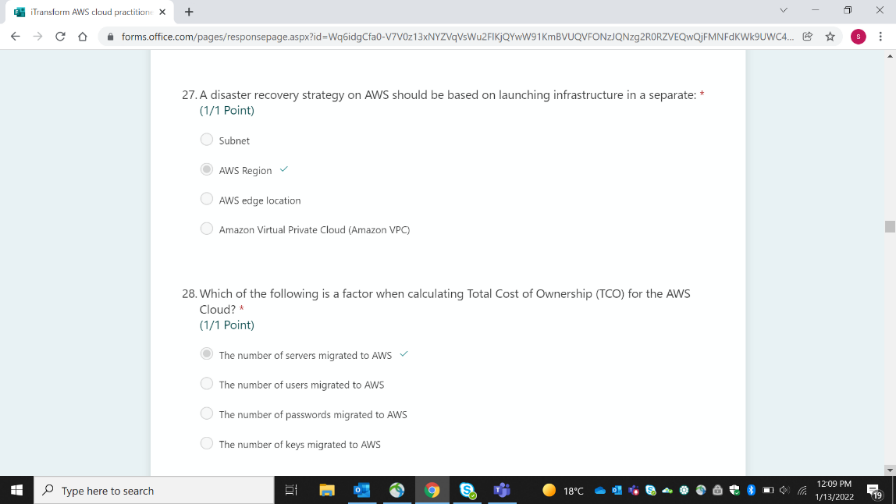 iTransform AWS cloud practitione
forms.office.com/pages/responsepage.aspx?id=Wq6idgCfa0-V7V0z13xNYZVqVsWu2FlKjQYwW91KmBVUQVFONzJQNzg2R0RZVEQwQjFMNFdKWk9UWC4...
S
27. A disaster recovery strategy on AWS should be based on launching infrastructure in a separate: *
(1/1 Point)
Subnet
AWS Region
AWS edge location
Amazon Virtual Private Cloud (Amazon VPC)
28. Which of the following is a factor when calculating Total Cost of Ownership (TCO) for the AWS
Cloud? *
(1/1 Point)
The number of servers migrated to AWS
The number of users migrated to AWS
The number of passwords migrated to AWS
The number of keys migrated to AWS
Type here to search
18°C
12:09 PM
1/13/2022
19